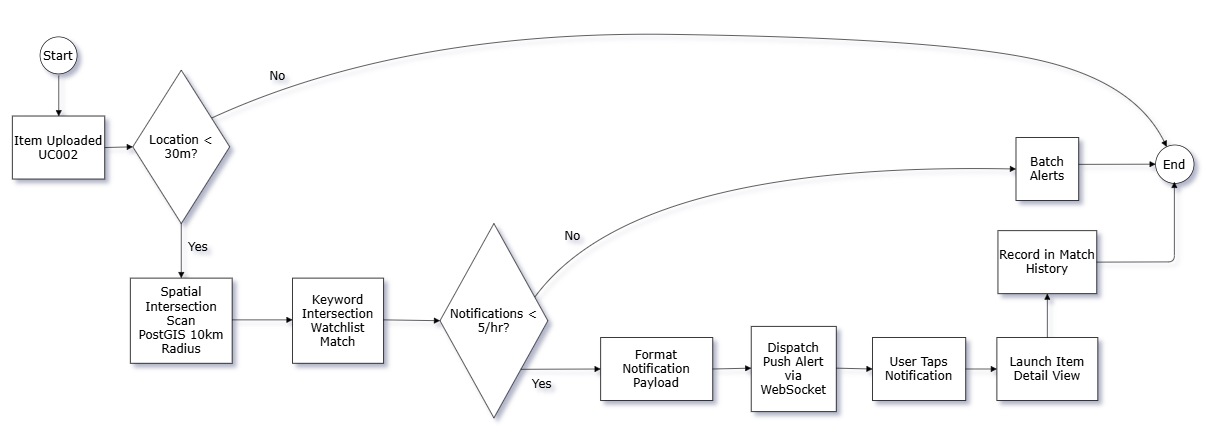 Start
Item Uploaded
UC002
Location <
30m?
No
Yes
Spatial
Intersection
Scan
PostGIS 10km
Radius
Keyword
Intersection
Watchlist
Match
Notifications <
5/hr?
No
Yes
Batch
Alerts
End
Format
Notification
Payload
Dispatch
Push Alert
via
WebSocket
User Taps
Notification
Launch Item
Detail View
Record in Match
History